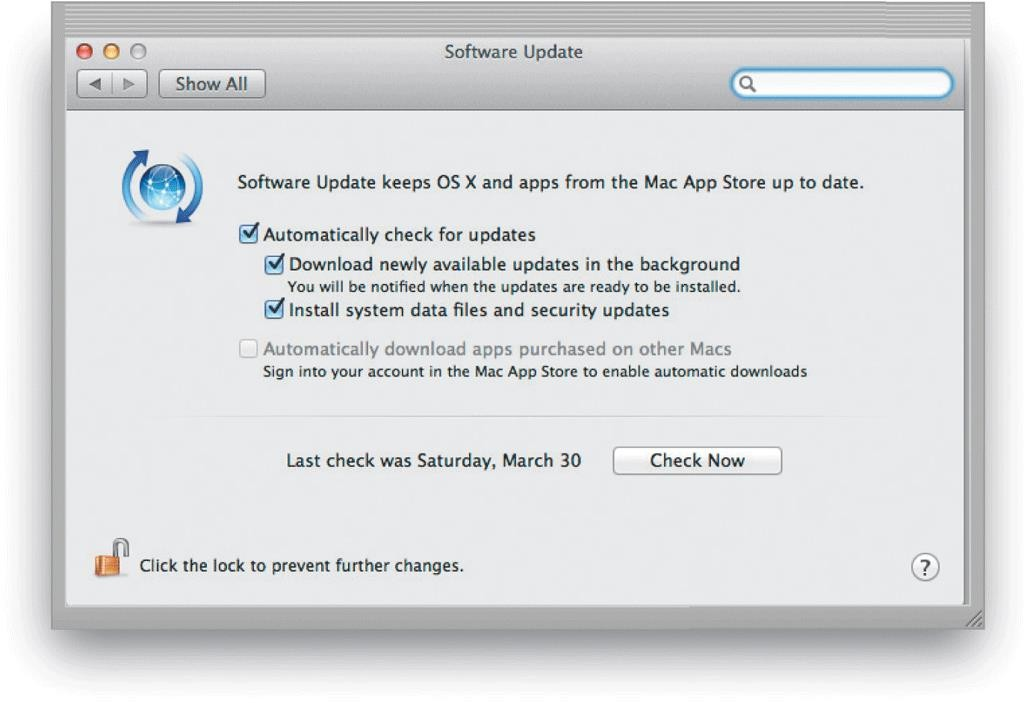 Software Update
Show All
Software Update keeps OS X and apps from the Mac App Store up to date.
Automatically check for updates
Download newly available updates in the background
You will be notified when the updates are ready to be installed.
Install system data files and security updates
Automatically download apps purchased on other Macs
Sign into your account in the Mac App Store to enable automatic downloads
Last check was Saturday, March 30
Check Now
Click the lock to prevent further changes.
?